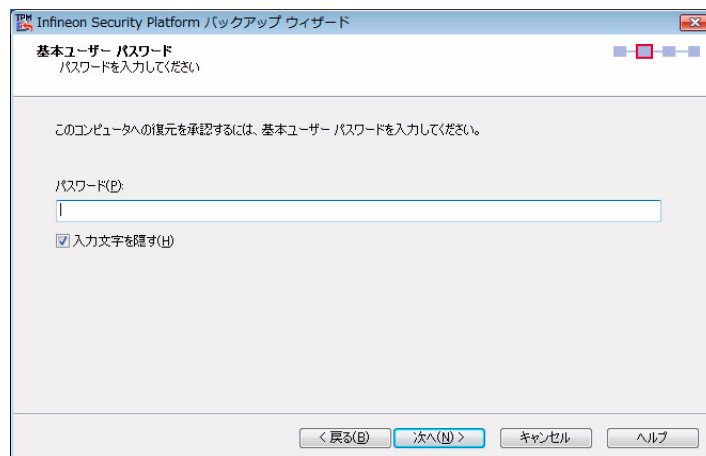 TPM
Infineon Security Platform バックアップ ウィザード
基本ユーザー パスワード
パスワードを入力してください
このコンピュータへの復元を承認するには、基本ユーザー パスワードを入力してください。
パスワード(P):
入力文字を隠す(H)
< 戻る(B) 次へ(N) > キャンセル ヘルプ